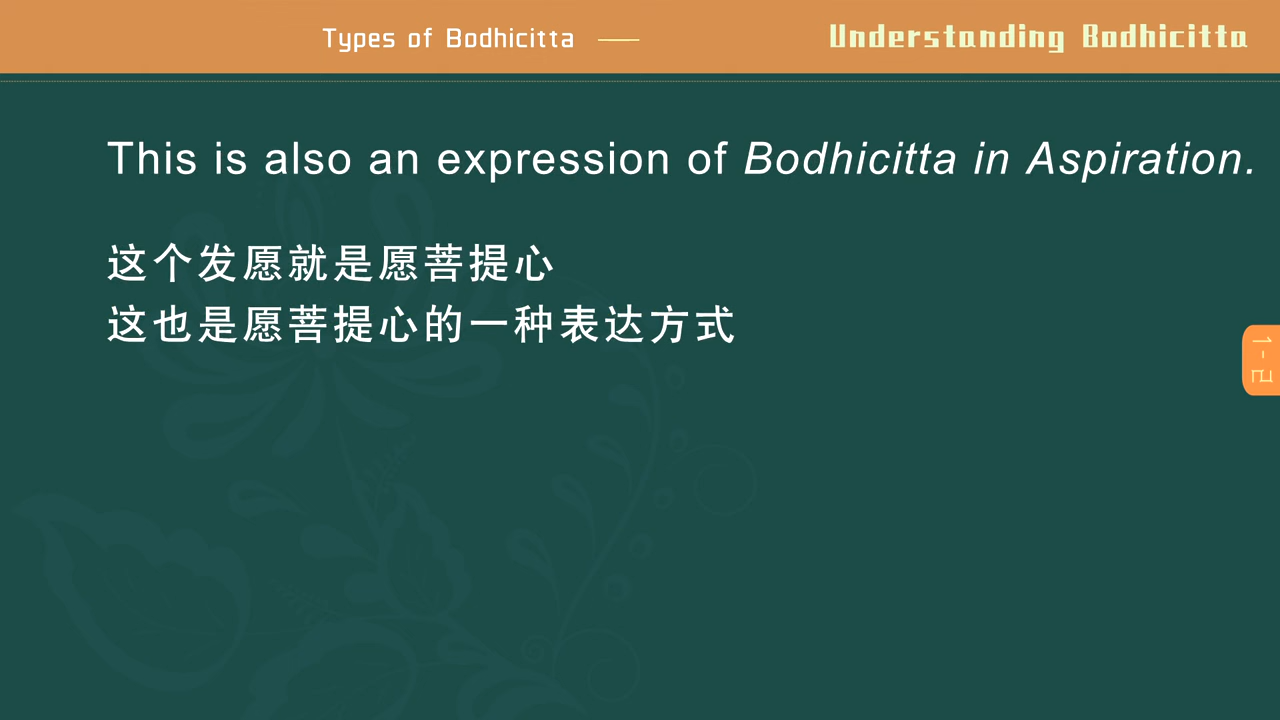 Types of Bodhicitta
Understanding Bodhicitta
This is also an expression of Bodhicitta in Aspiration.
这个发愿就是愿菩提心
这也是愿菩提心的一种表达方式
1-2